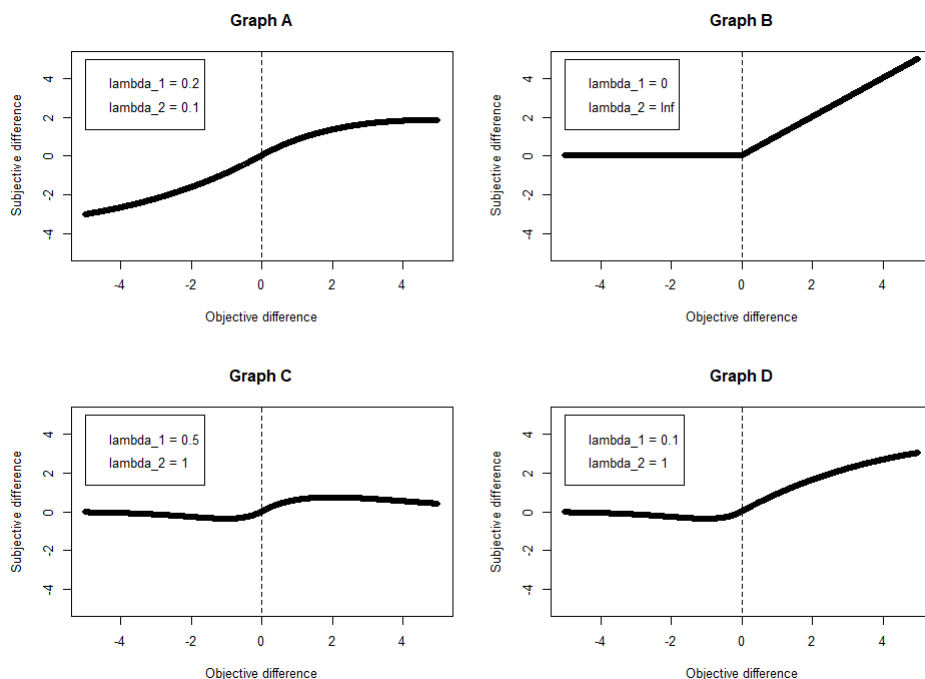 Graph A
lambda_1 = 0.2
lambda_2 = 0.1
Subjective difference
4
2
0
-2
-4
-4 -2 0 2 4
Objective difference
Graph B
lambda_1 = 0
lambda_2 = Inf
Subjective difference
4
2
0
-2
-4
-4 -2 0 2 4
Objective difference
Graph C
lambda_1 = 0.5
lambda_2 = 1
Subjective difference
4
2
0
-2
-4
-4 -2 0 2 4
Objective difference
Graph D
lambda_1 = 0.1
lambda_2 = 1
Subjective difference
4
2
0
-2
-4
-4 -2 0 2 4
Objective difference